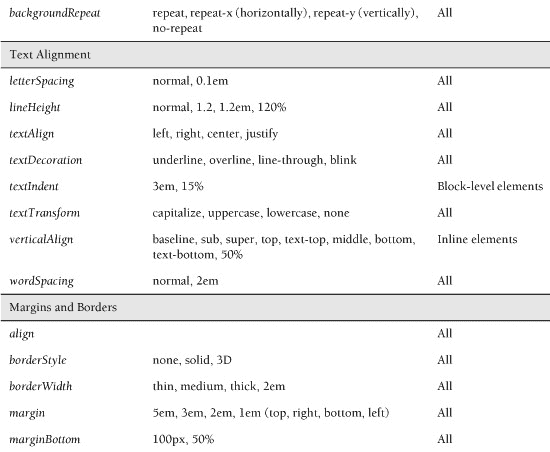 backgroundRepeat repeat, repeat-x (horizontally), repeat-y (vertically), All
no-repeat
Text Alignment
letterSpacing normal, 0.1em All
lineHeight normal, 1.2, 1.2em, 120% All
textAlign left, right, center, justify All
textDecoration underline, overline, line-through, blink All
textIndent 3em, 15% Block-level elements
textTransform capitalize, uppercase, lowercase, none All
verticalAlign baseline, sub, super, top, text-top, middle, bottom, Inline elements
text-bottom, 50%
wordSpacing normal, 2em All
Margins and Borders
align All
borderStyle none, solid, 3D All
borderWidth thin, medium, thick, 2em All
margin 5em, 3em, 2em, 1em (top, right, bottom, left) All
marginBottom 100px, 50% All